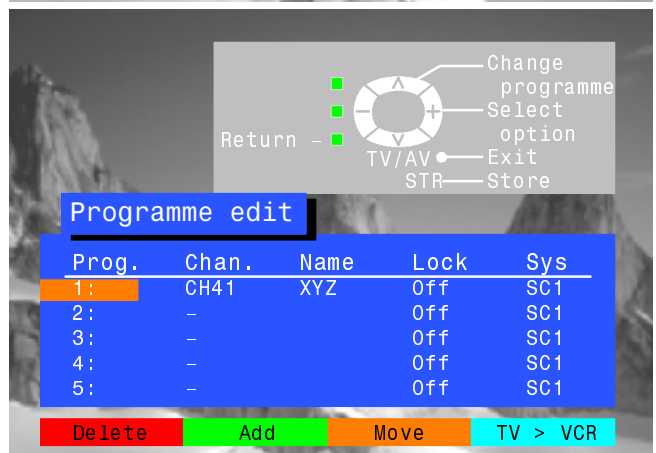 Change
programme
Select
option
Return –
TV/AV
Exit
STR
Store
Programme edit
Prog. Chan. Name Lock Sys
1: CH41 XYZ Off SC1
2: – Off SC1
3: – Off SC1
4: – Off SC1
5: – Off SC1
Delete Add Move TV > VCR